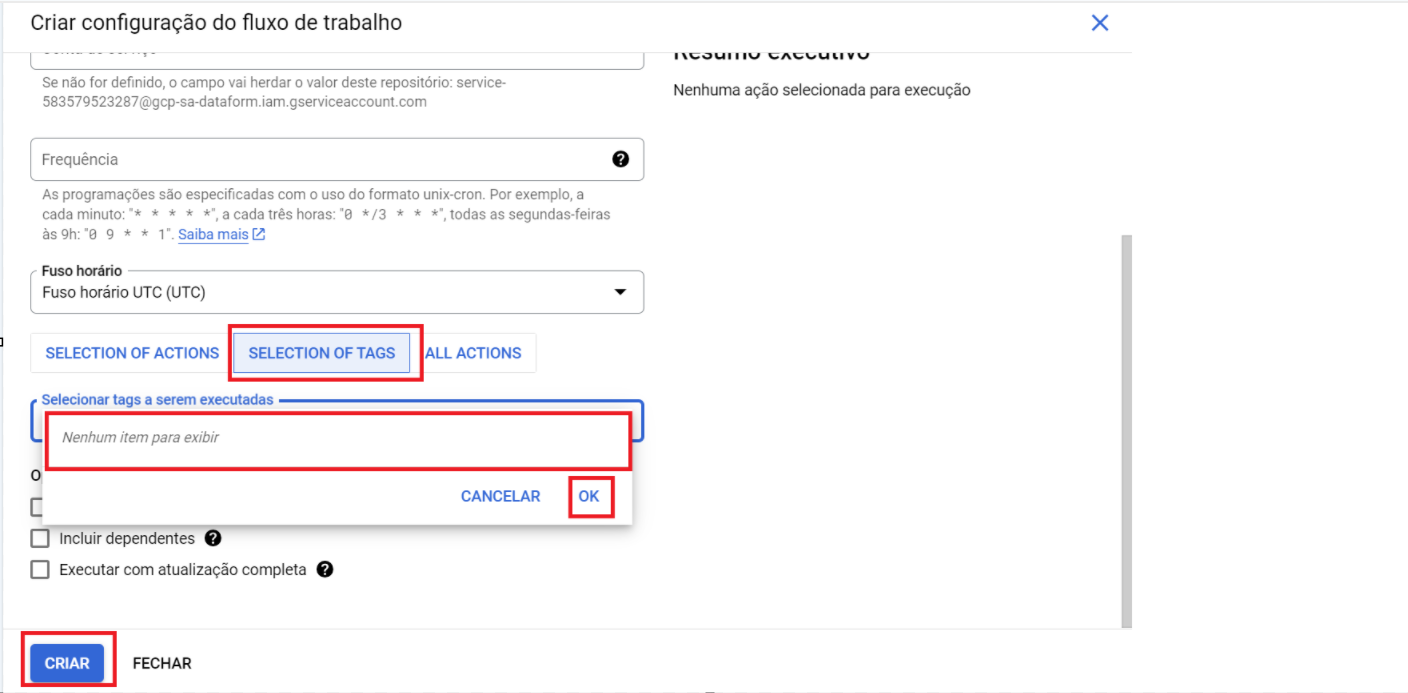 Criar configuração do fluxo de trabalho
Resumo executivo
Se não for definido, o campo vai herdar o valor deste repositório: service-
583579523287@gcp-sa-dataform.iam.gserviceaccount.com
Nenhuma ação selecionada para execução
Frequência
As programações são especificadas com o uso do formato unix-cron. Por exemplo, a
cada minuto: "* * * * *", a cada três horas: "0 */3 * * *", todas as segundas-feiras
às 9h: "0 9 * * 1". Saiba mais
Fuso horário
Fuso horário UTC (UTC)
SELECTION OF ACTIONS
SELECTION OF TAGS
ALL ACTIONS
Selecionar tags a serem executadas
Nenhum item para exibir
CANCELAR
OK
Incluir dependentes
Executar com atualização completa
CRIAR
FECHAR